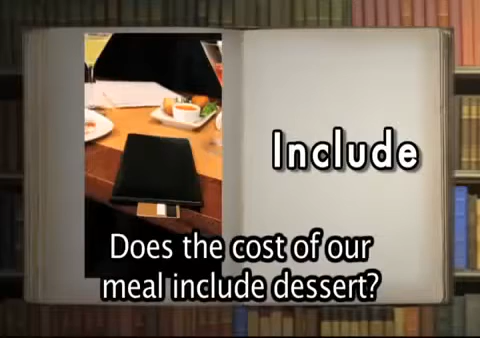 Include
Does the cost of our
meal include dessert?